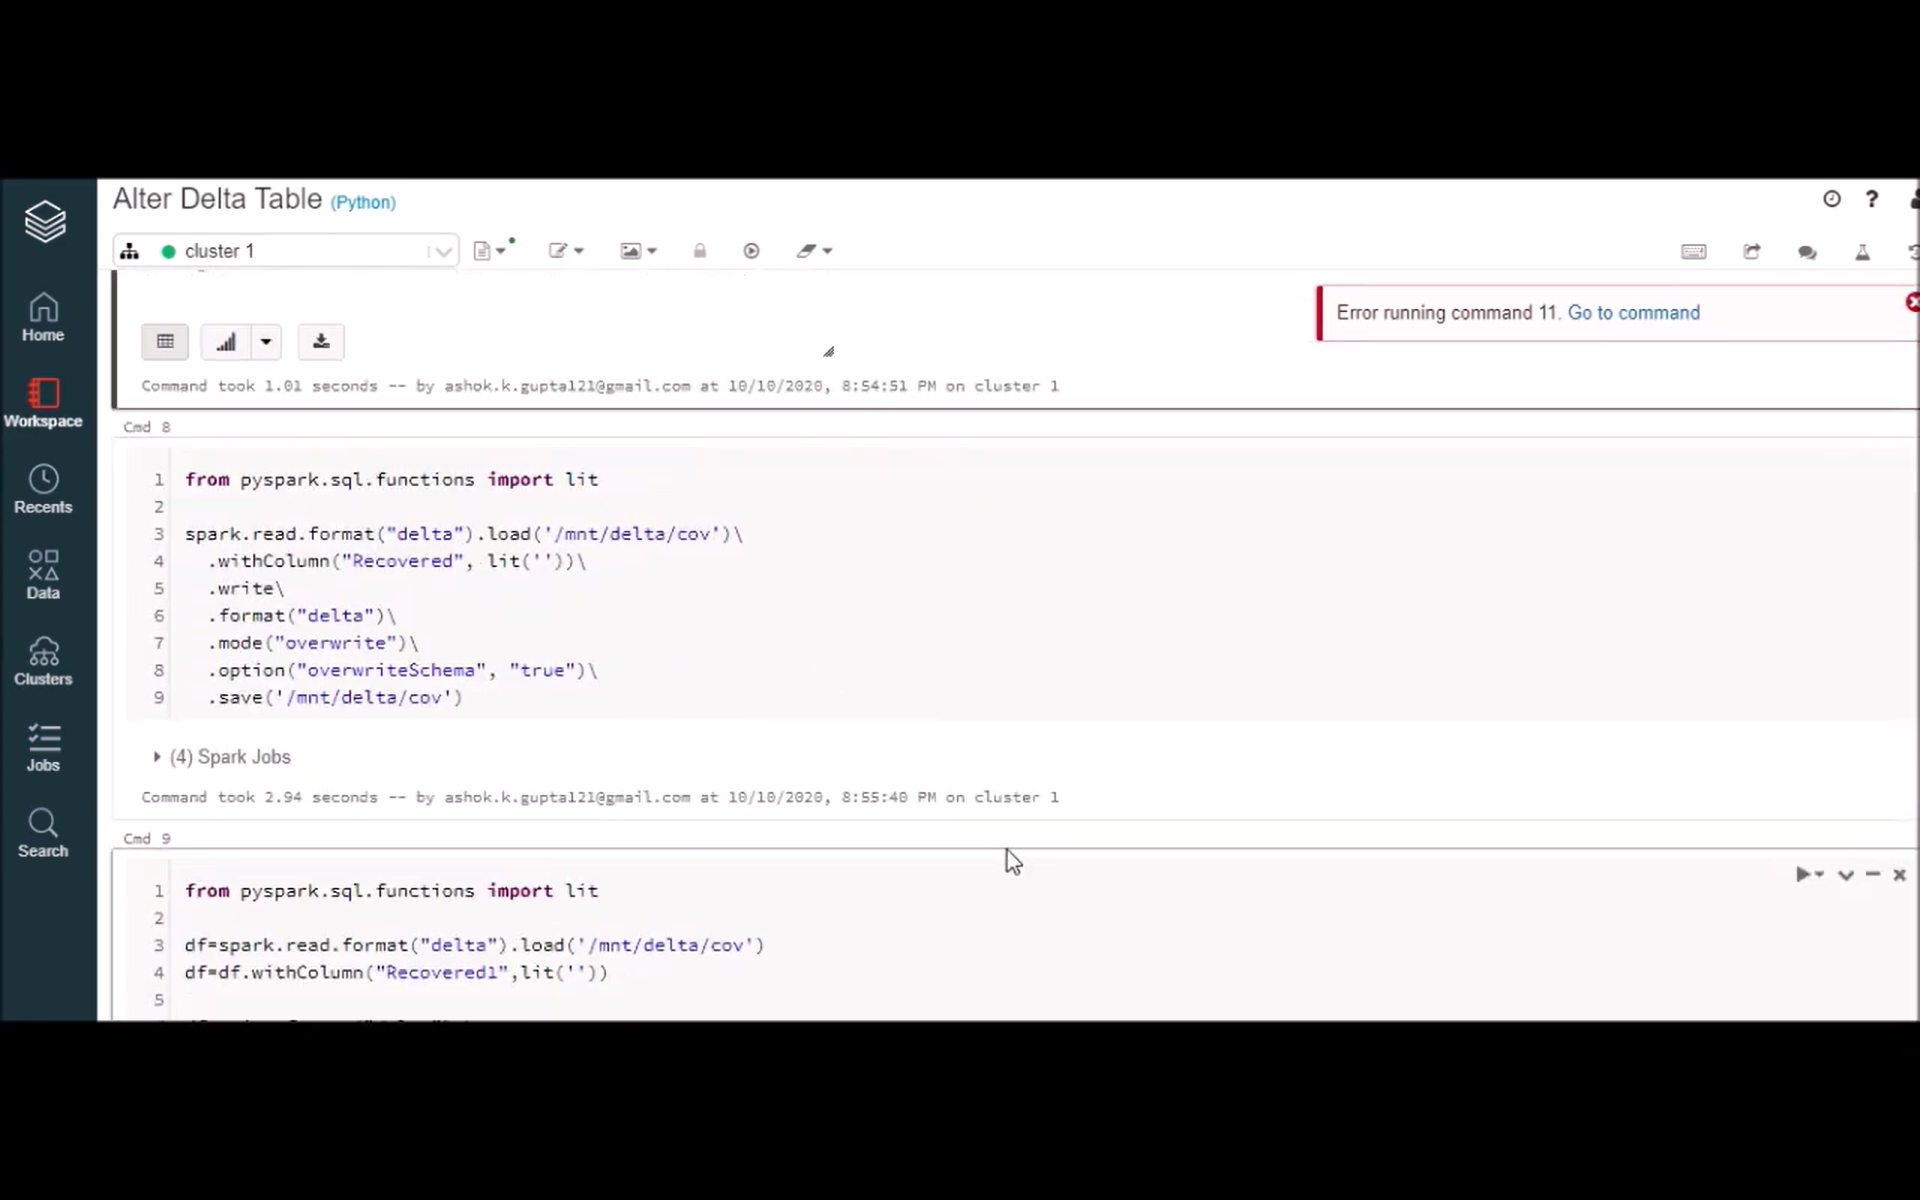 Alter Delta Table (Python)
cluster 1
Error running command 11. Go to command
Home
Workspace
Recents
Data
Clusters
Jobs
Search
Command took 1.01 seconds -- by ashok.k.gupta121@gmail.com at 10/10/2020, 8:54:51 PM on cluster 1
Cmd 8
1 from pyspark.sql.functions import lit
2
3 spark.read.format("delta").load('/mnt/delta/cov')\
4 .withColumn("Recovered", lit(''))\
5 .write\
6 .format("delta")\
7 .mode("overwrite")\
8 .option("overwriteSchema", "true")\
9 .save('/mnt/delta/cov')
(4) Spark Jobs
Command took 2.94 seconds -- by ashok.k.gupta121@gmail.com at 10/10/2020, 8:55:40 PM on cluster 1
Cmd 9
1 from pyspark.sql.functions import lit
2
3 df=spark.read.format("delta").load('/mnt/delta/cov')
4 df=df.withColumn("Recovered1",lit(''))
5